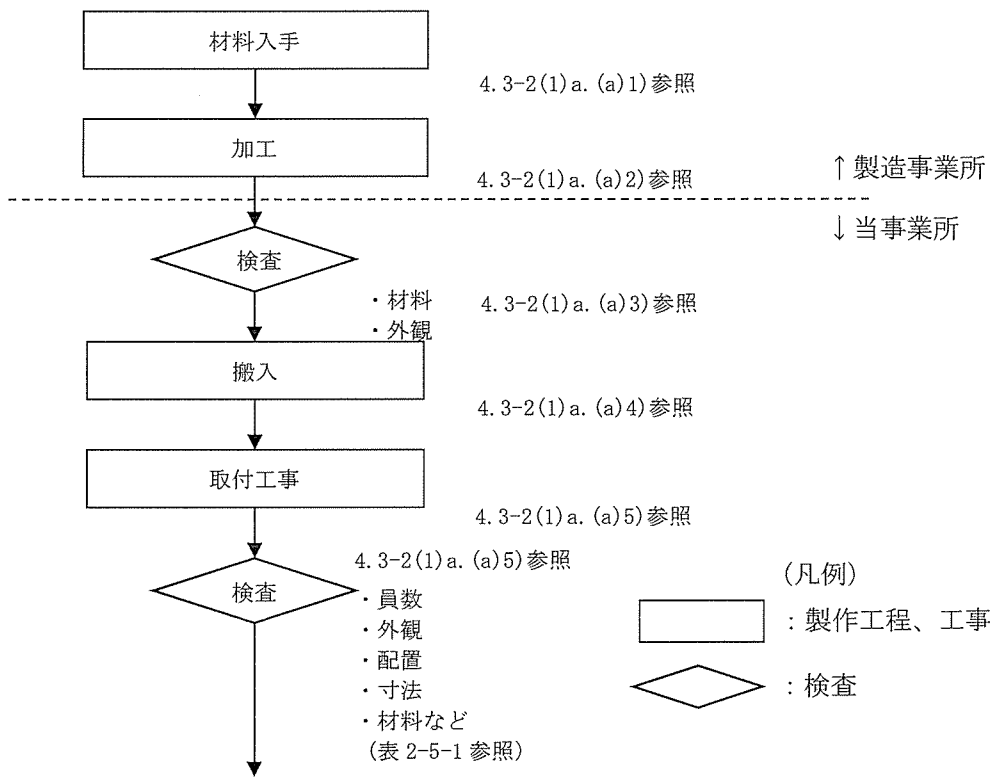 材料入手
4.3-2(1)a.(a)1)参照
加工
4.3-2(1)a.(a)2)参照
↑製造事業所
↓当事業所
検査
・材料
・外観
4.3-2(1)a.(a)3)参照
搬入
4.3-2(1)a.(a)4)参照
取付工事
4.3-2(1)a.(a)5)参照
4.3-2(1)a.(a)5)参照
検査
・員数
・外観
・配置
・寸法
・材料など
(表 2-5-1 参照)
(凡例)
：製作工程、工事
：検査